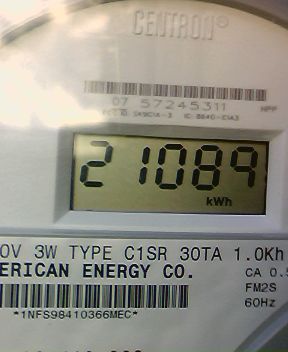 CENTRON®
07 57245311 HPP
21089
kWh
0V 3W TYPE C1SR 30TA 1.0Kh
ERICAN ENERGY CO.
CA 0.5
FM2S
60Hz
*1NFS98410366MEC*